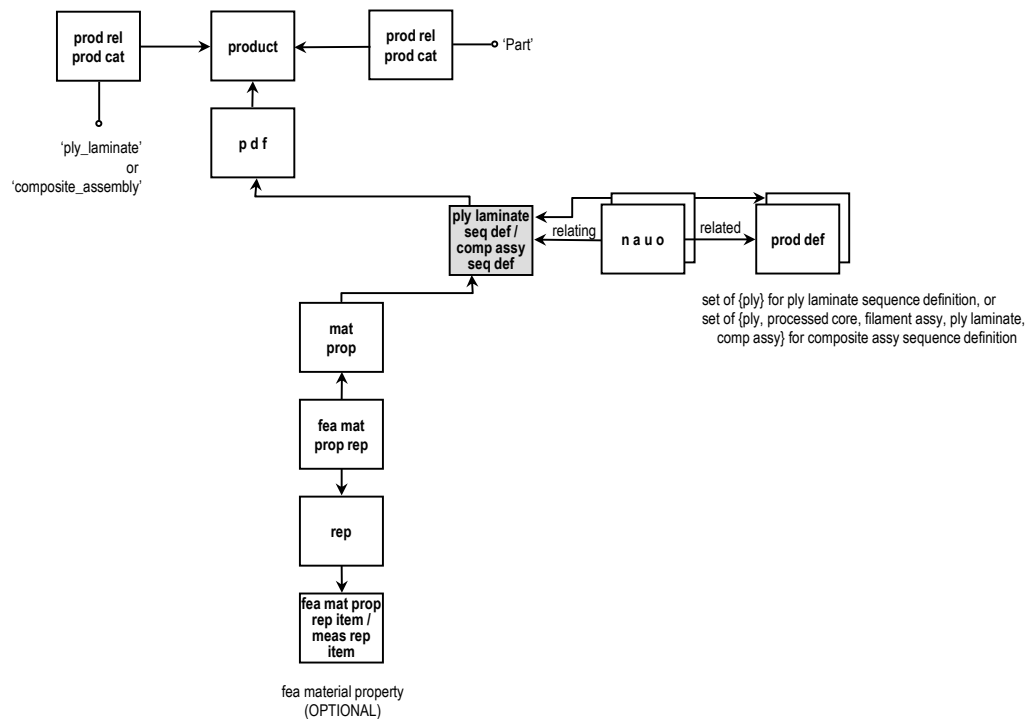 prod rel
prod cat
product
prod rel
prod cat
‘Part’
p d f
‘ply_laminate’
or
‘composite_assembly’
ply laminate
seq def /
comp assy
seq def
relating
n a u o
related
prod def
set of {ply} for ply laminate sequence definition, or
set of {ply, processed core, filament assy, ply laminate,
comp assy} for composite assy sequence definition
mat
prop
fea mat
prop rep
rep
fea mat prop
rep item /
meas rep
item
fea material property
(OPTIONAL)